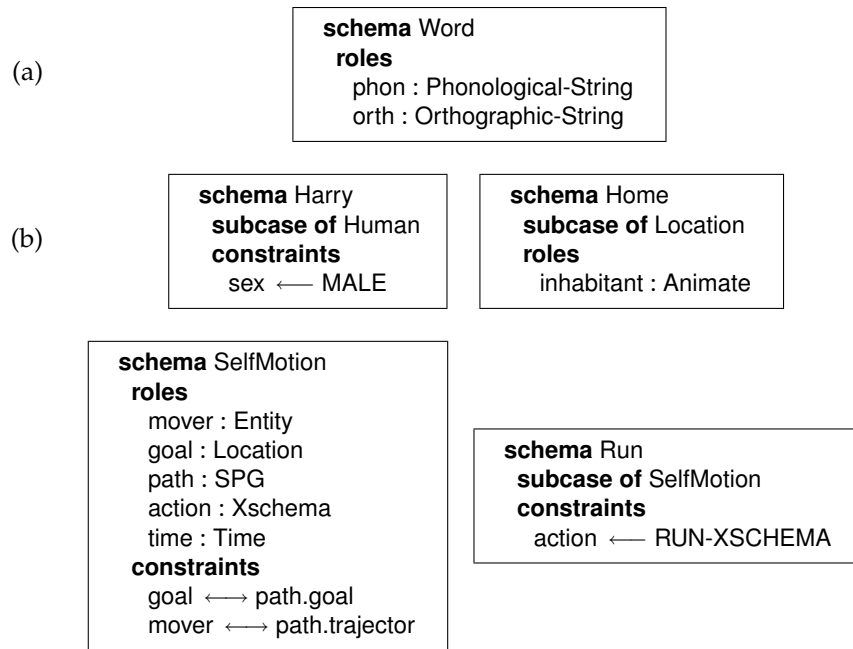 (a)
schema Word
roles
phon : Phonological-String
orth : Orthographic-String
(b)
schema Harry
subcase of Human
constraints
sex ⟵ MALE
schema Home
subcase of Location
roles
inhabitant : Animate
schema SelfMotion
roles
mover : Entity
goal : Location
path : SPG
action : Xschema
time : Time
constraints
goal ⟷ path.goal
mover ⟷ path.trajector
schema Run
subcase of SelfMotion
constraints
action ⟵ RUN-XSCHEMA